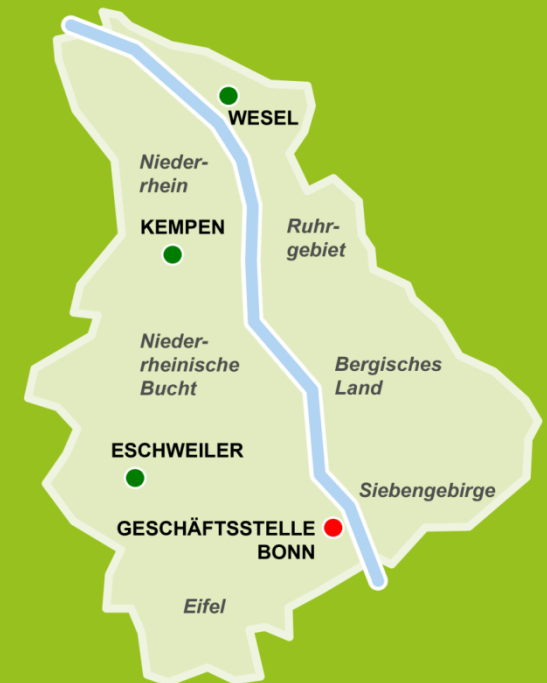 WESEL
Nieder-
rhein
KEMPEN
Ruhr-
gebiet
Nieder-
rheinische
Bucht
Bergisches
Land
ESCHWEILER
Siebengebirge
GESCHÄFTSSTELLE
BONN
Eifel